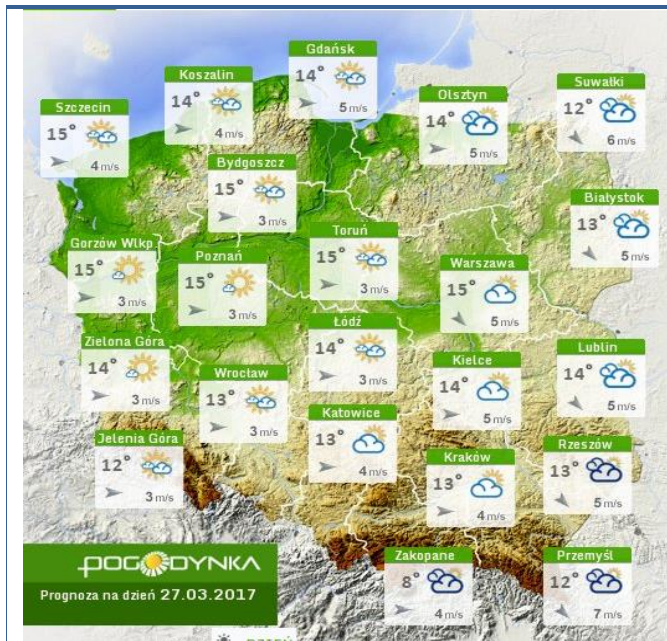 Gdańsk
14°
5 m/s
Koszalin
14°
4 m/s
Suwałki
12°
6 m/s
Olsztyn
14°
5 m/s
Szczecin
15°
4 m/s
Bydgoszcz
15°
3 m/s
Białystok
13°
5 m/s
Toruń
15°
3 m/s
Gorzów Wlkp
15°
3 m/s
Poznań
15°
3 m/s
Warszawa
15°
5 m/s
Łódź
14°
3 m/s
Zielona Góra
14°
3 m/s
Lublin
14°
5 m/s
Kielce
14°
5 m/s
Wrocław
13°
3 m/s
Katowice
13°
4 m/s
Jelenia Góra
12°
3 m/s
Rzeszów
13°
5 m/s
Kraków
13°
4 m/s
Zakopane
8°
4 m/s
Przemyśl
12°
7 m/s
POGODYNKA
Prognoza na dzień 27.03.2017